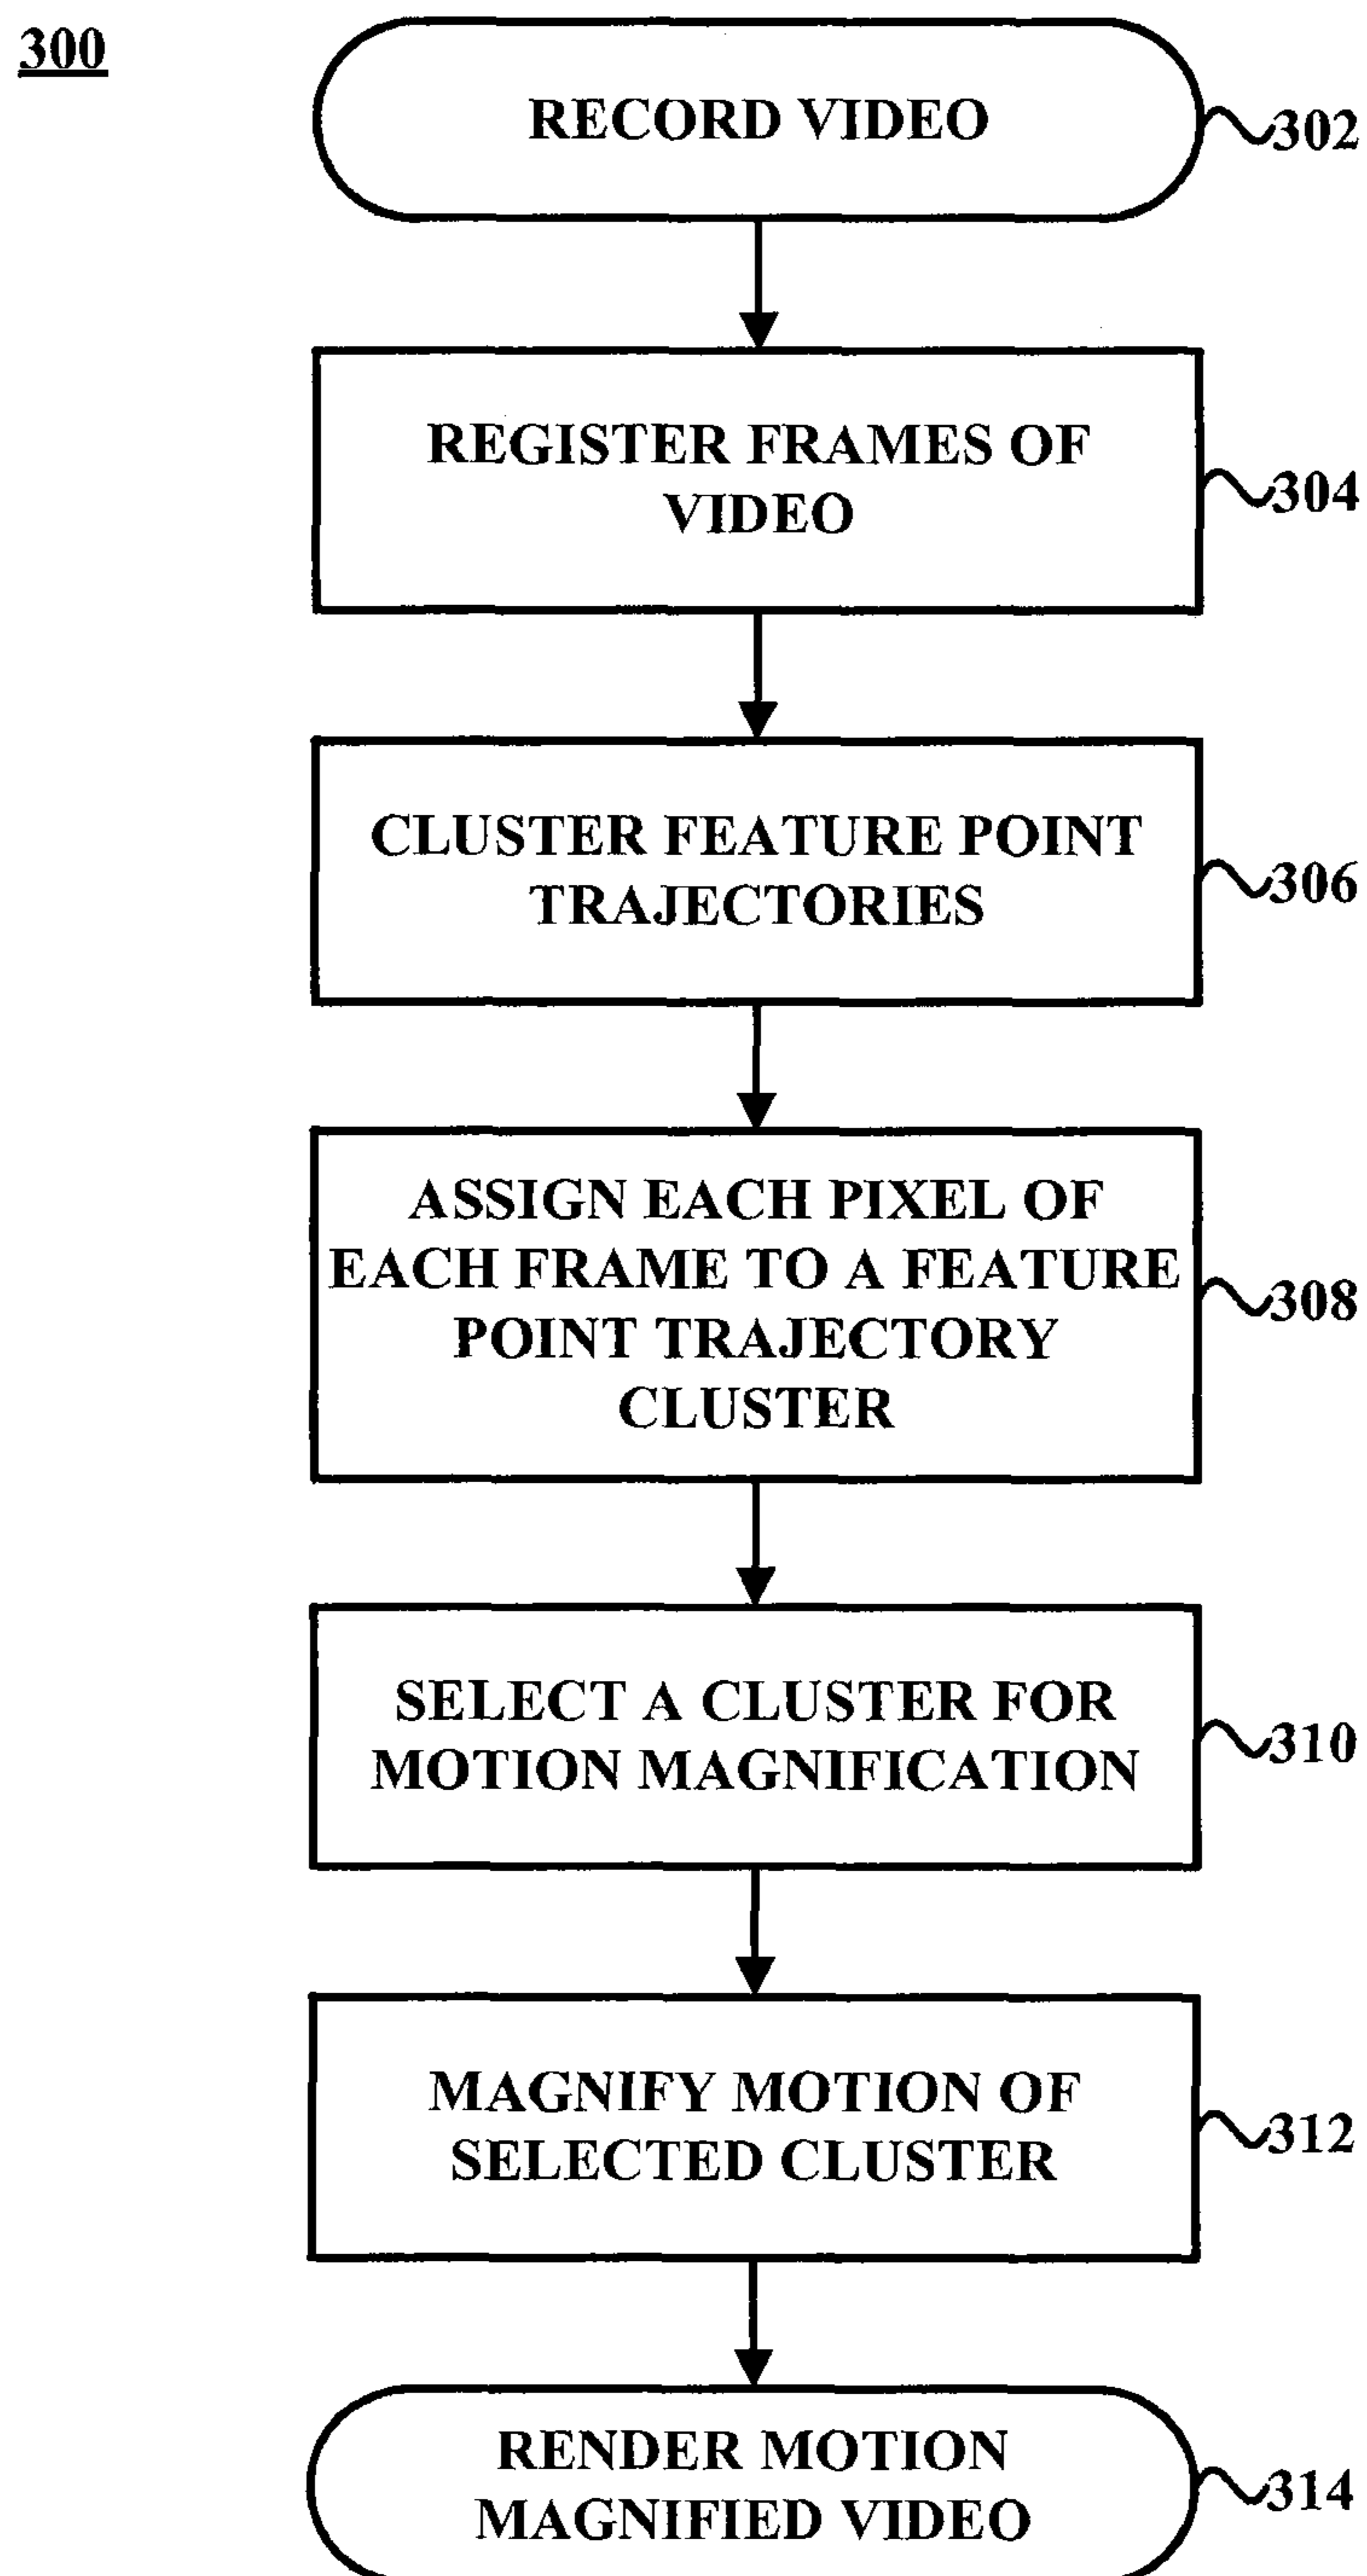 300
RECORD VIDEO
302
REGISTER FRAMES OF
VIDEO
304
CLUSTER FEATURE POINT
TRAJECTORIES
306
ASSIGN EACH PIXEL OF
EACH FRAME TO A FEATURE
POINT TRAJECTORY
CLUSTER
308
SELECT A CLUSTER FOR
MOTION MAGNIFICATION
310
MAGNIFY MOTION OF
SELECTED CLUSTER
312
RENDER MOTION
MAGNIFIED VIDEO
314